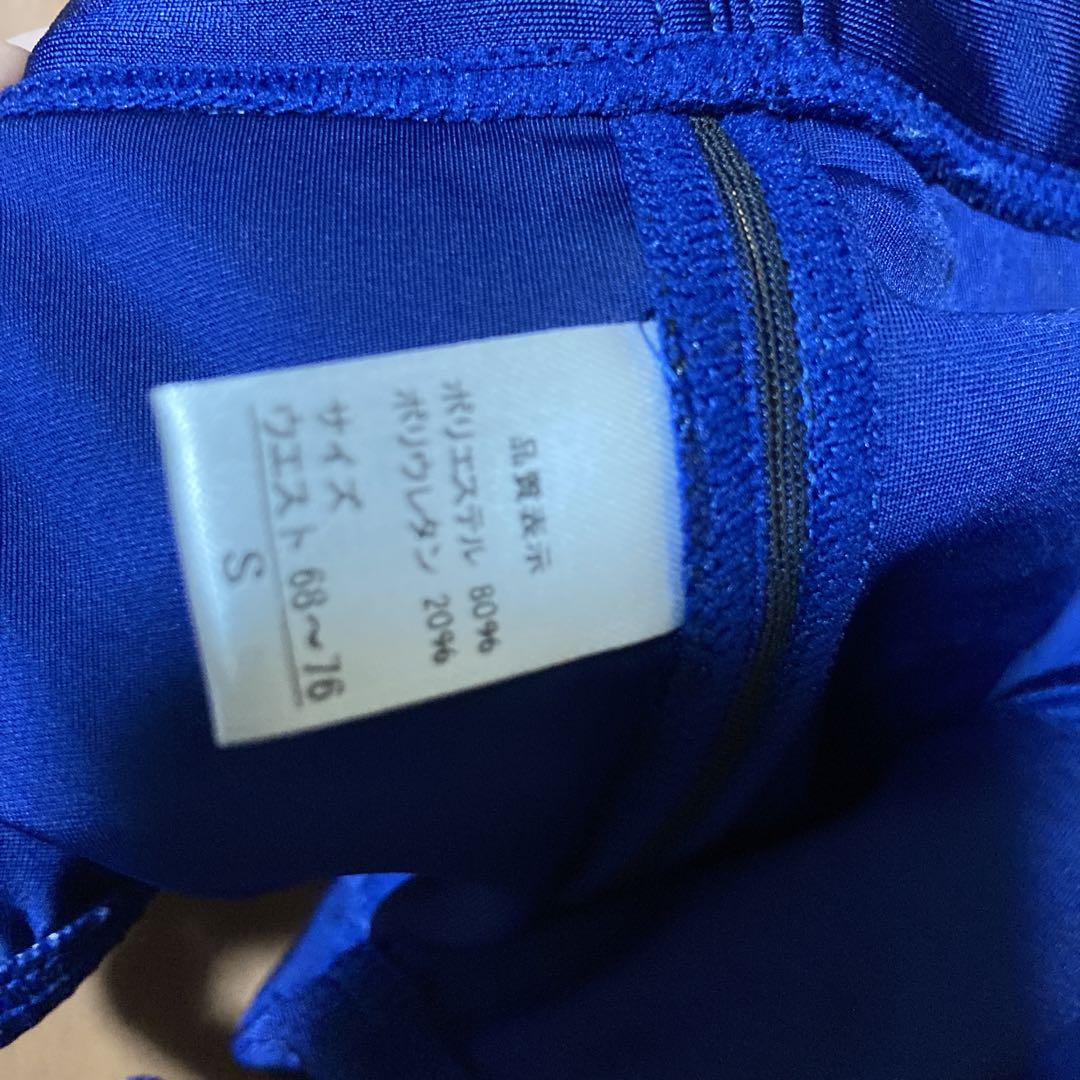 品質表示
ポリエステル 80%
ポリウレタン 20%
サイズ
ウエスト 68~76
S